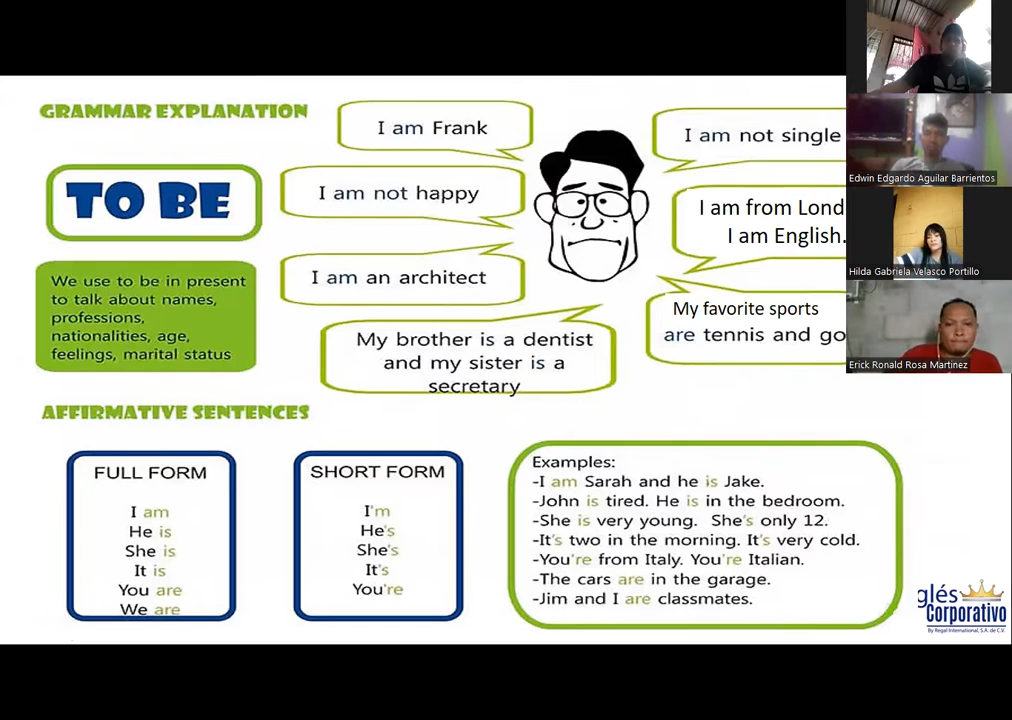 GRAMMAR EXPLANATION
TO BE
We use to be in present
to talk about names,
professions,
nationalities, age,
feelings, marital status
I am Frank
I am not happy
I am an architect
My brother is a dentist
and my sister is a
secretary
I am not single
I am from Lond
I am English.
My favorite sports
are tennis and go
AFFIRMATIVE SENTENCES
FULL FORM
I am
He is
She is
It is
You are
We are
SHORT FORM
I'm
He's
She's
It's
You're
Examples:
-I am Sarah and he is Jake.
-John is tired. He is in the bedroom.
-She is very young. She's only 12.
-It's two in the morning. It's very cold.
-You're from Italy. You're Italian.
-The cars are in the garage.
-Jim and I are classmates.
Edwin Edgardo Aguilar Barrientos
Hilda Gabriela Velasco Portillo
Erick Ronald Rosa Martinez
glés
Corporativo
By Regal International, S.A. de C.V.